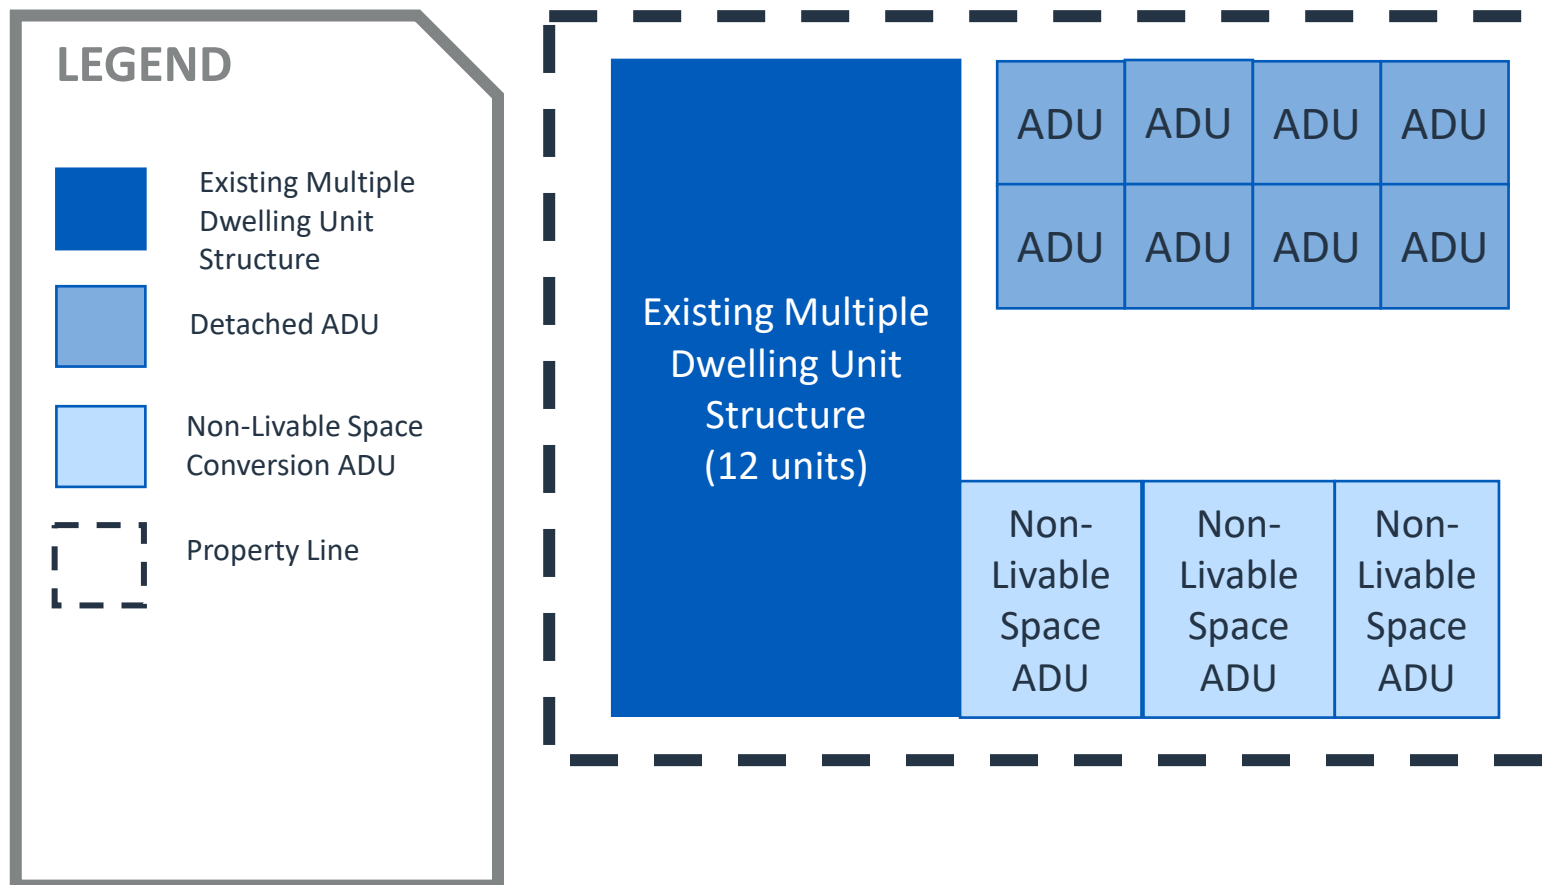 LEGEND
Existing Multiple
Dwelling Unit
Structure
Detached ADU
Non-Livable Space
Conversion ADU
Property Line
Existing Multiple
Dwelling Unit
Structure
(12 units)
ADU ADU ADU ADU
ADU ADU ADU ADU
Non-
Livable
Space
ADU
Non-
Livable
Space
ADU
Non-
Livable
Space
ADU